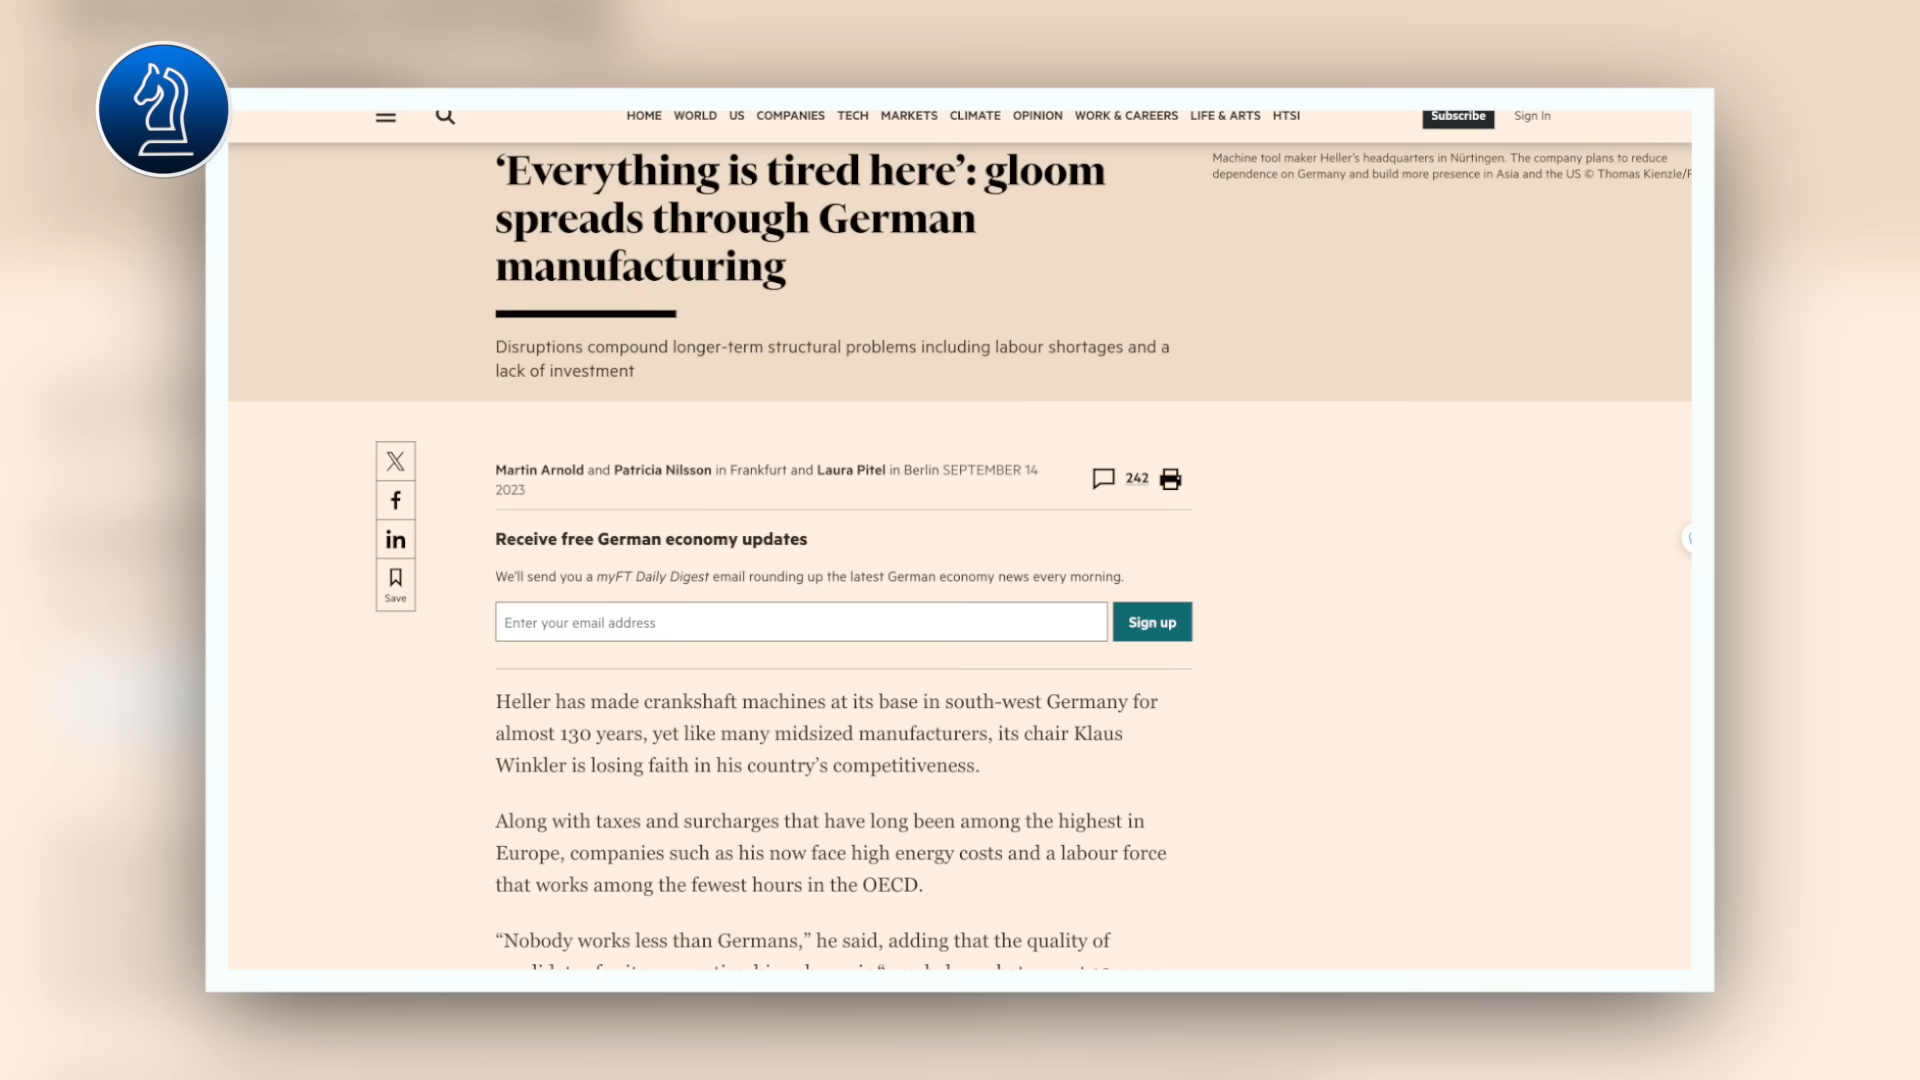 HOME WORLD US COMPANIES TECH MARKETS CLIMATE OPINION WORK & CAREERS LIFE & ARTS HTSI Subscribe Sign In
‘Everything is tired here’: gloom
spreads through German
manufacturing
Machine tool maker Heller's headquarters in Nürtingen. The company plans to reduce
dependence on Germany and build more presence in Asia and the US © Thomas Kienzle/F
Disruptions compound longer-term structural problems including labour shortages and a
lack of investment
Martin Arnold and Patricia Nilsson in Frankfurt and Laura Pitel in Berlin SEPTEMBER 14
2023
242
Save
Receive free German economy updates
We'll send you a myFT Daily Digest email rounding up the latest German economy news every morning.
Enter your email address Sign up
Heller has made crankshaft machines at its base in south-west Germany for
almost 130 years, yet like many midsized manufacturers, its chair Klaus
Winkler is losing faith in his country’s competitiveness.
Along with taxes and surcharges that have long been among the highest in
Europe, companies such as his now face high energy costs and a labour force
that works among the fewest hours in the OECD.
“Nobody works less than Germans,” he said, adding that the quality of